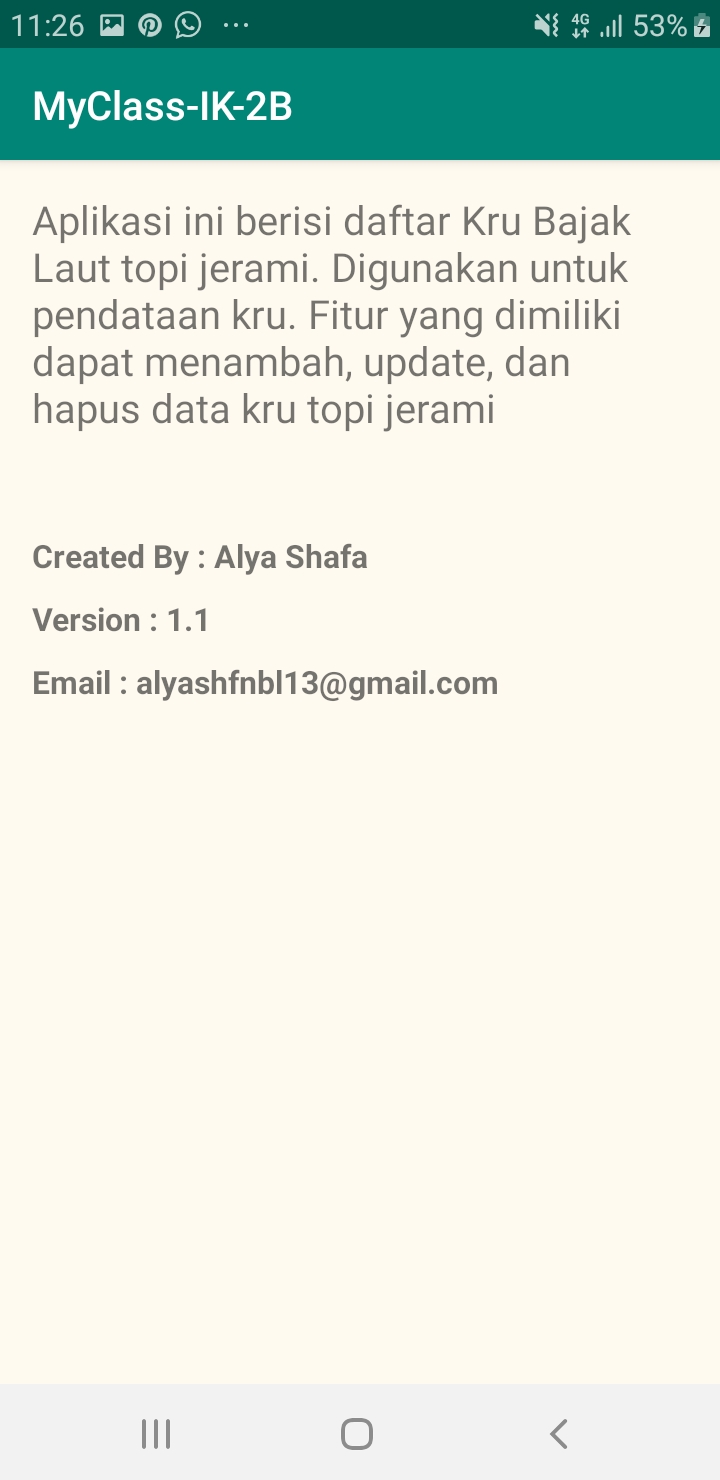 11:26
4G
53%
MyClass-IK-2B
Aplikasi ini berisi daftar Kru Bajak
Laut topi jerami. Digunakan untuk
pendataan kru. Fitur yang dimiliki
dapat menambah, update, dan
hapus data kru topi jerami
Created By : Alya Shafa
Version : 1.1
Email : alyashfnbl13@gmail.com